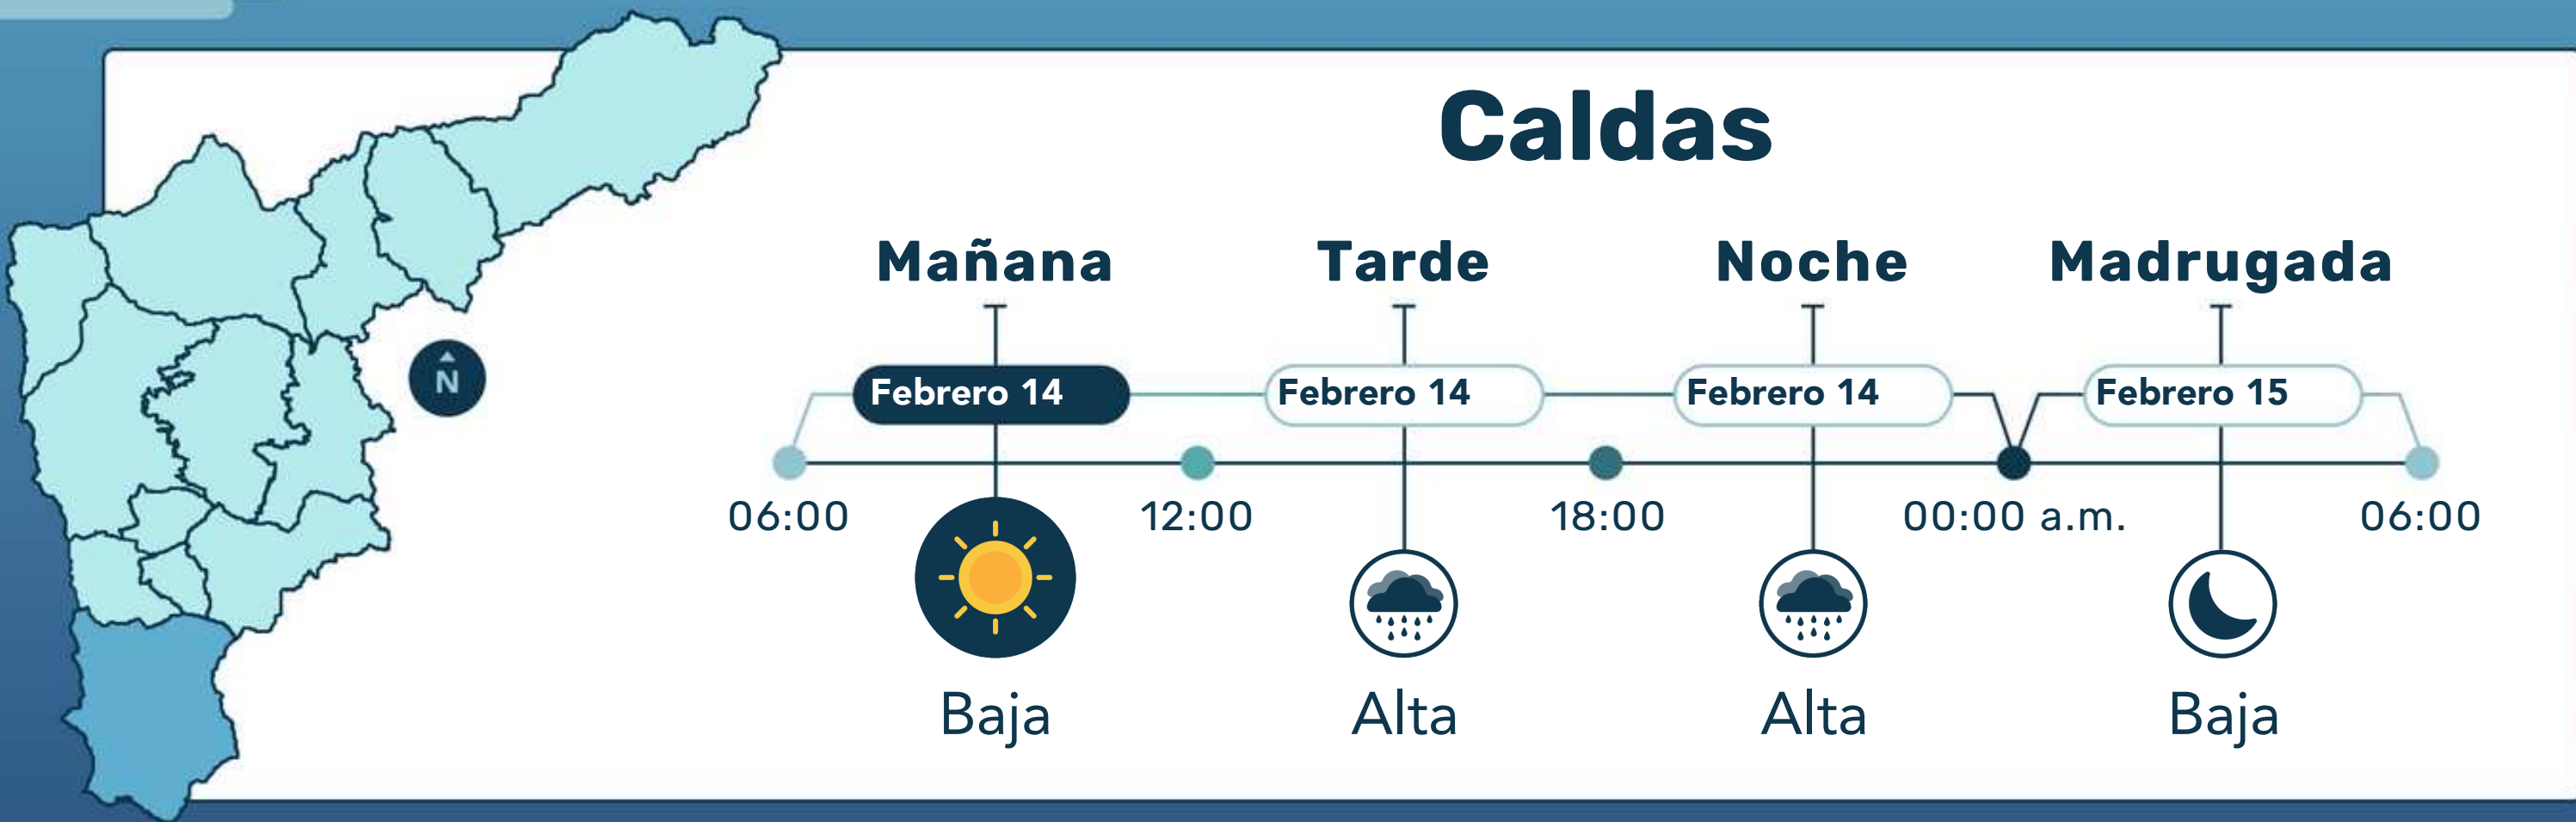 Caldas
Mañana Tarde Noche Madrugada
Febrero 14 Febrero 14 Febrero 14 Febrero 15
N
06:00 12:00 18:00 00:00 a.m. 06:00
Baja Alta Alta Baja